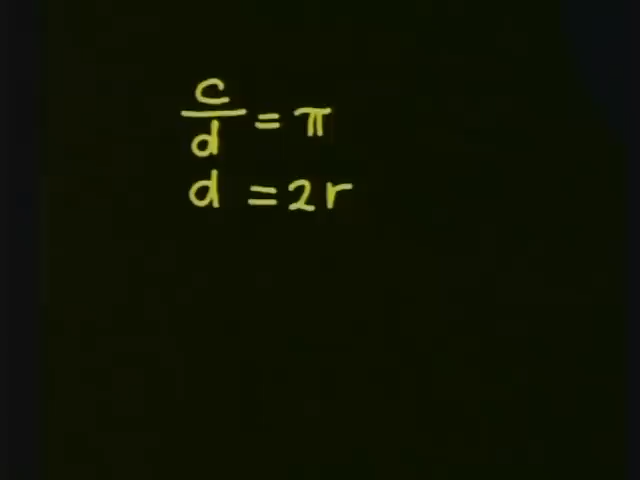 c/d = π
d = 2r